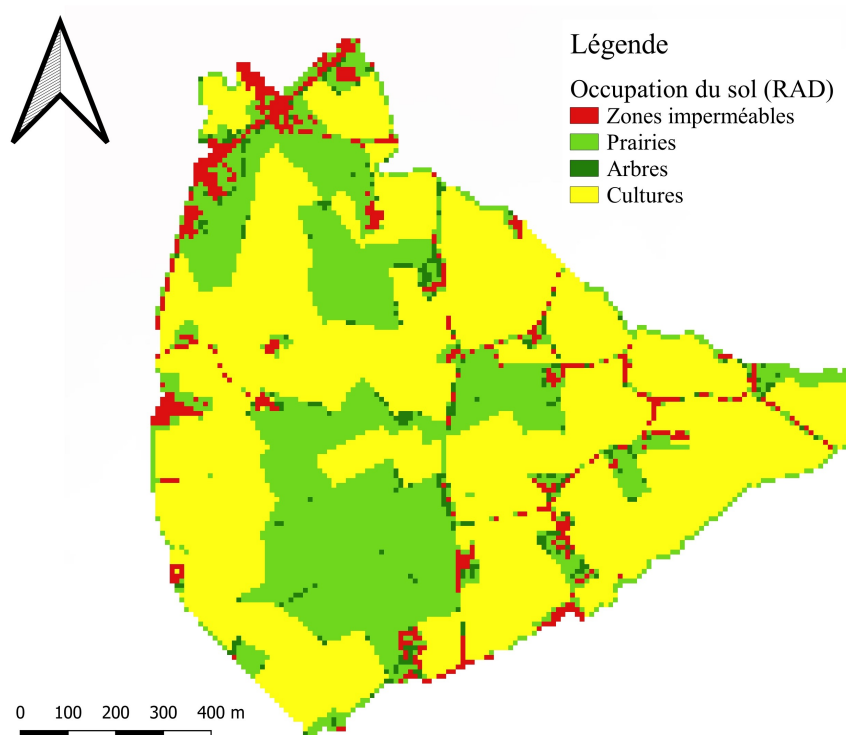 Légende
Occupation du sol (RAD)
Zones imperméables
Prairies
Arbres
Cultures
0 100 200 300 400 m